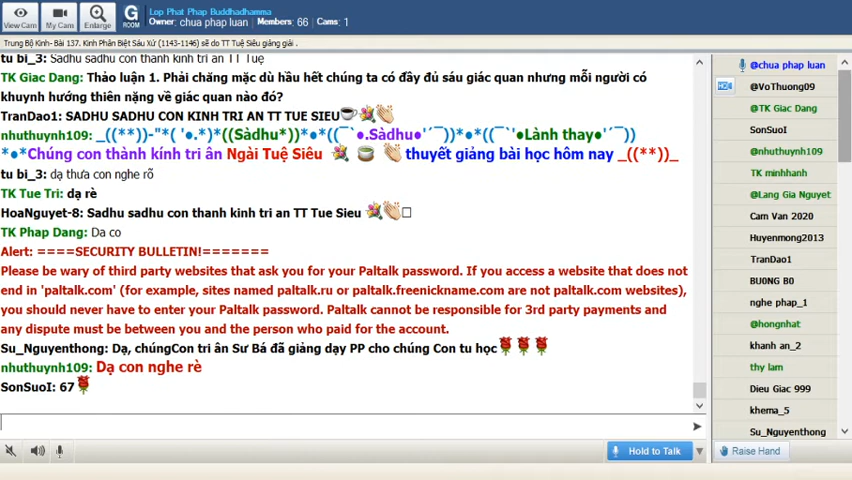 View Cam
My Cam
Enlarge
G
ROOM
Lop Phat Phap Buddhadhamma
Owner: chua phap luan Members: 66 Cams: 1
Trung Bộ Kinh- Bài 137. Kinh Phân Biệt Sáu Xứ (1143-1146) sẽ do TT Tuệ Siêu giảng giải .
tu bi_3: Sadhu sadhu con thanh kinh tri an TT Tuệ
TK Giac Dang: Thảo luận 1. Phải chăng mặc dù hầu hết chúng ta có đầy đủ sáu giác quan nhưng mỗi người có
khuynh hướng thiên nặng về giác quan nào đó?
TranDao1: SADHU SADHU CON KINH TRI AN TT TUE SIEU
nhuthuynh109: _((**))-"*( '●.*)*((Sàdhu*))*●*((¯`●.Sàdhu●'´¯))*●*((¯`'●Lành thay●'´¯))
*●*Chúng con thành kính tri ân Ngài Tuệ Siêu thuyết giảng bài học hôm nay _((**))_
tu bi_3: dạ thưa con nghe rõ
TK Tue Tri: dạ rè
HoaNguyet-8: Sadhu sadhu con thanh kinh tri an TT Tue Sieu
TK Phap Dang: Da co
Alert: ====SECURITY BULLETIN!=======
Please be wary of third party websites that ask you for your Paltalk password. If you access a website that does not
end in 'paltalk.com' (for example, sites named paltalk.ru or paltalk.freenickname.com are not paltalk.com websites),
you should never have to enter your Paltalk password. Paltalk cannot be responsible for 3rd party payments and
any dispute must be between you and the person who paid for the account.
Su_Nguyenthong: Dạ, chúngCon tri ân Sư Bá đã giảng dạy PP cho chúng Con tu học
nhuthuynh109: Dạ con nghe rè
SonSuoI: 67
Hold to Talk
@chua phap luan
@VoThuong09
@TK Giac Dang
SonSuoI
@nhuthuynh109
TK minhhanh
@Lang Gia Nguyet
Cam Van 2020
Huyenmong2013
TranDao1
BU0NG B0
nghe phap_1
@hongnhat
khanh an_2
thy lam
Dieu Giac 999
khema_5
Su_Nguyenthong
Raise Hand